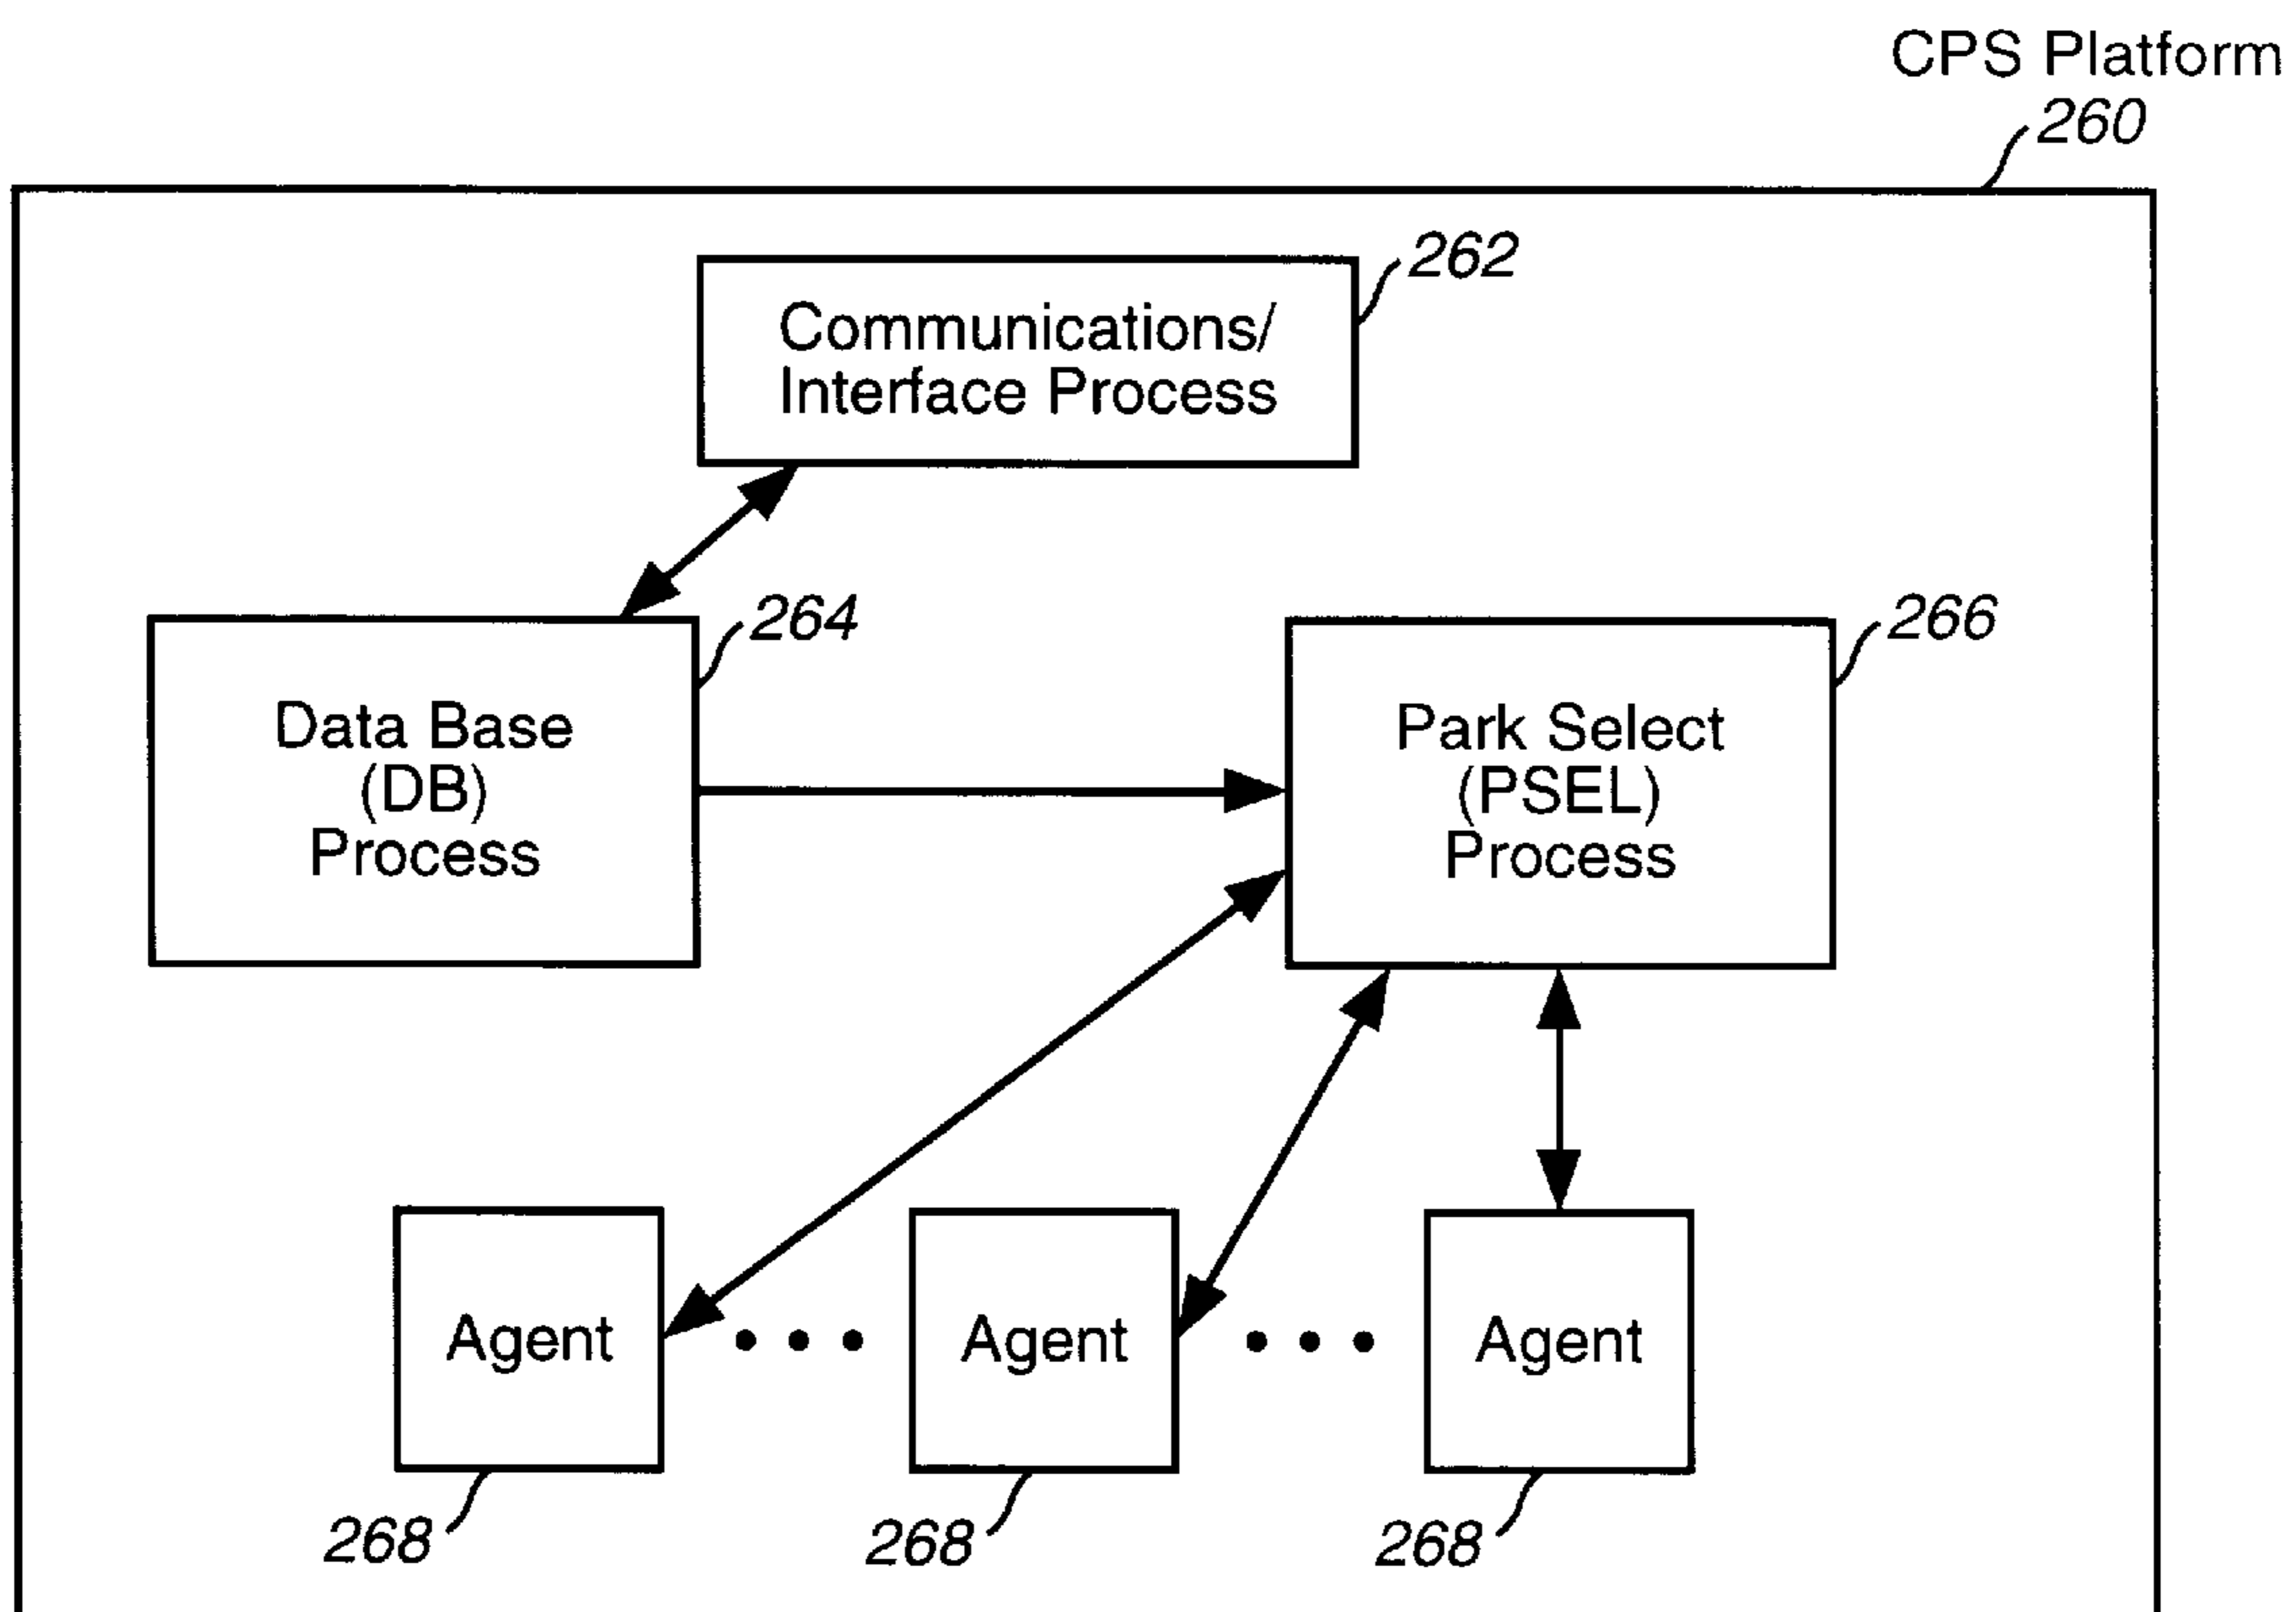 CPS Platform
260
262
Communications/
Interface Process
264
266
Data Base
(DB)
Process
Park Select
(PSEL)
Process
Agent
Agent
Agent
268
268
268